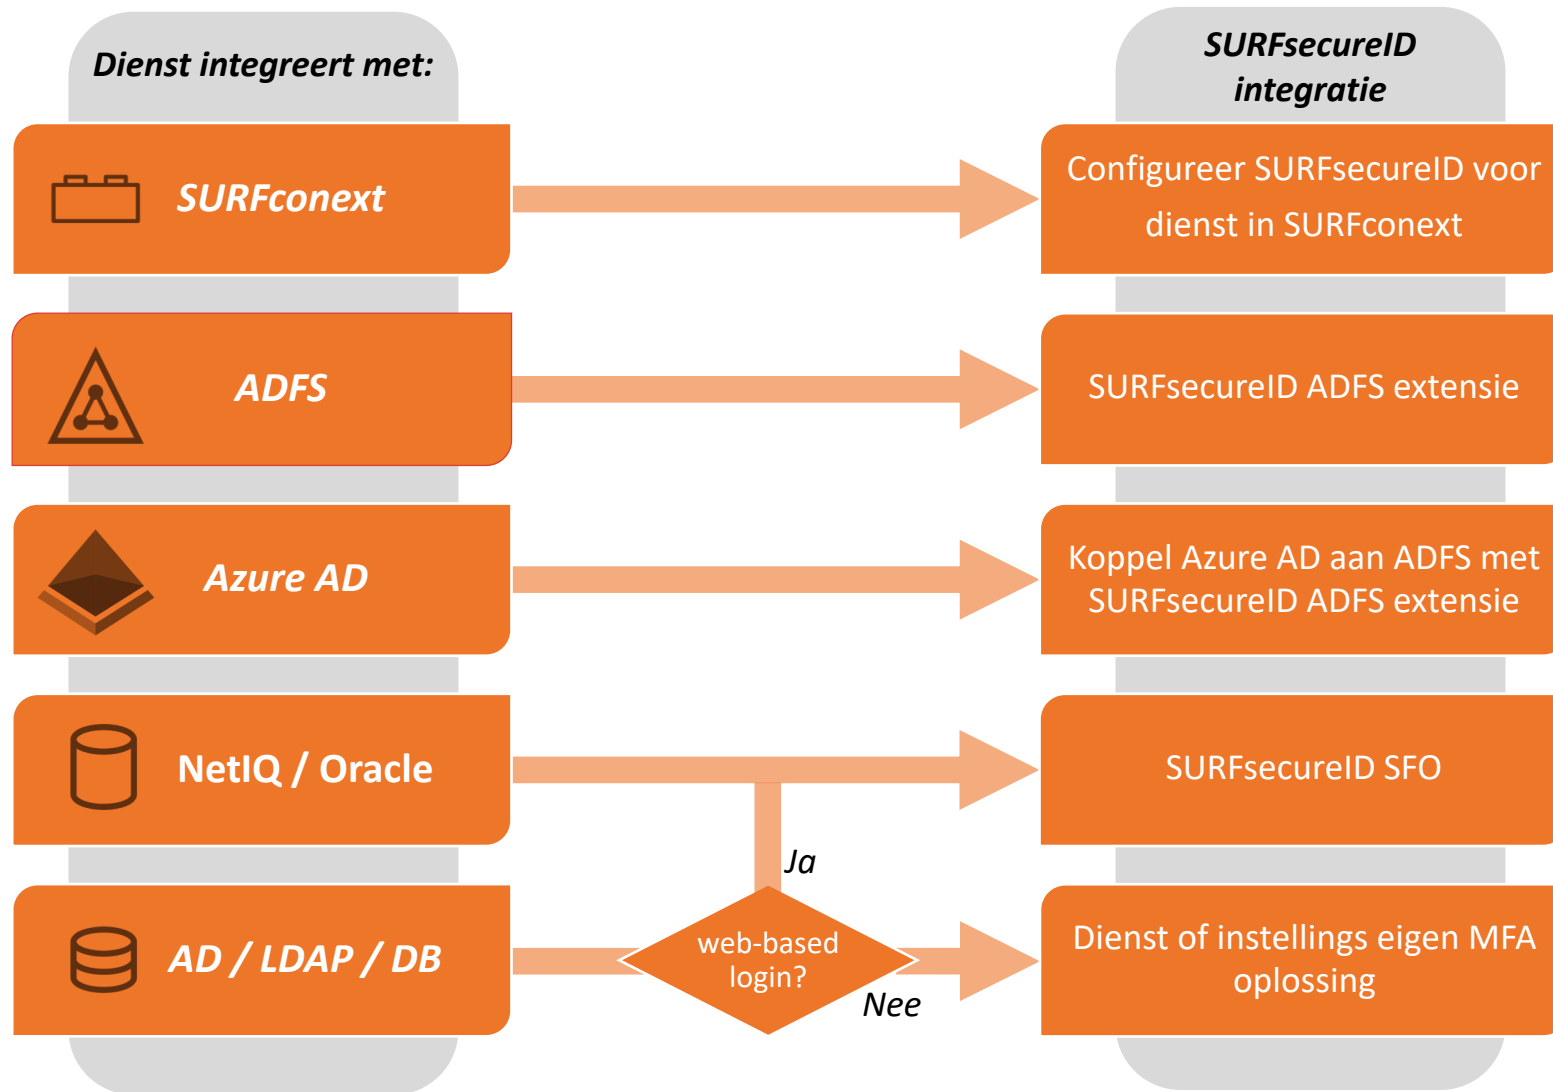 Dienst integreert met:
SURFsecureID
integratie
SURFconext
Configureer SURFsecureID voor
dienst in SURFconext
ADFS
SURFsecureID ADFS extensie
Azure AD
Koppel Azure AD aan ADFS met
SURFsecureID ADFS extensie
NetIQ / Oracle
SURFsecureID SFO
Ja
AD / LDAP / DB
web-based
login?
Nee
Dienst of instellings eigen MFA
oplossing